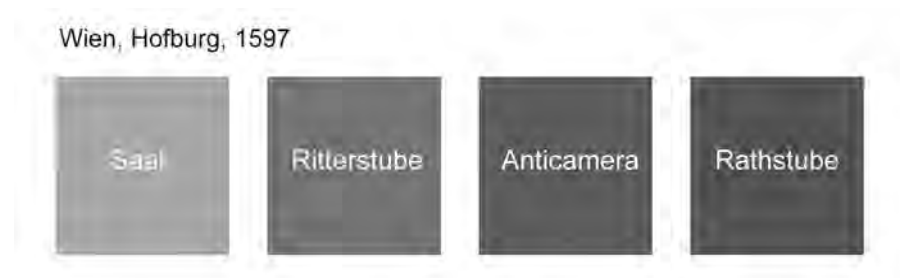 Wien, Hofburg, 1597
Saal Ritterstube Anticamera Rathstube